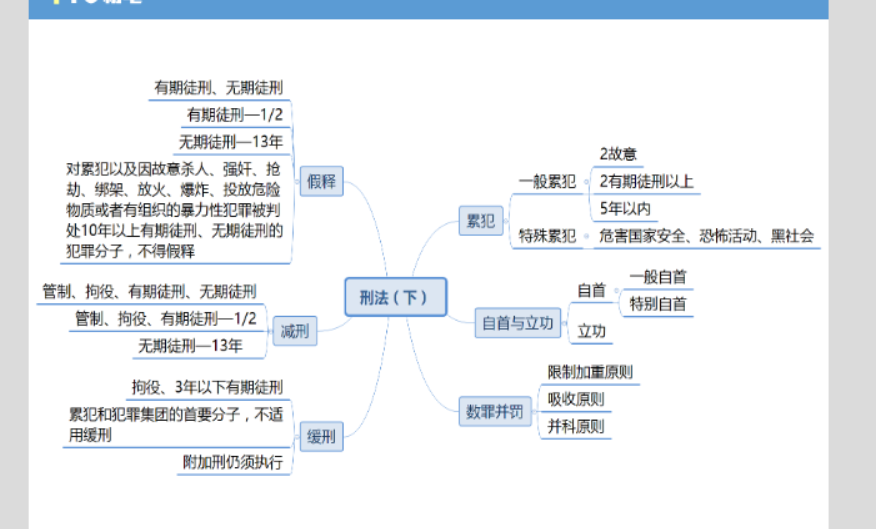 刑法（下）
假释
有期徒刑、无期徒刑
有期徒刑—1/2
无期徒刑—13年
对累犯以及因故意杀人、强奸、抢
劫、绑架、放火、爆炸、投放危险
物质或者有组织的暴力性犯罪被判
处10年以上有期徒刑、无期徒刑的
犯罪分子，不得假释
减刑
管制、拘役、有期徒刑、无期徒刑
管制、拘役、有期徒刑—1/2
无期徒刑—13年
缓刑
拘役、3年以下有期徒刑
累犯和犯罪集团的首要分子，不适
用缓刑
附加刑仍须执行
累犯
一般累犯
2故意
2有期徒刑以上
5年以内
特殊累犯
危害国家安全、恐怖活动、黑社会
自首与立功
自首
一般自首
特别自首
立功
数罪并罚
限制加重原则
吸收原则
并科原则